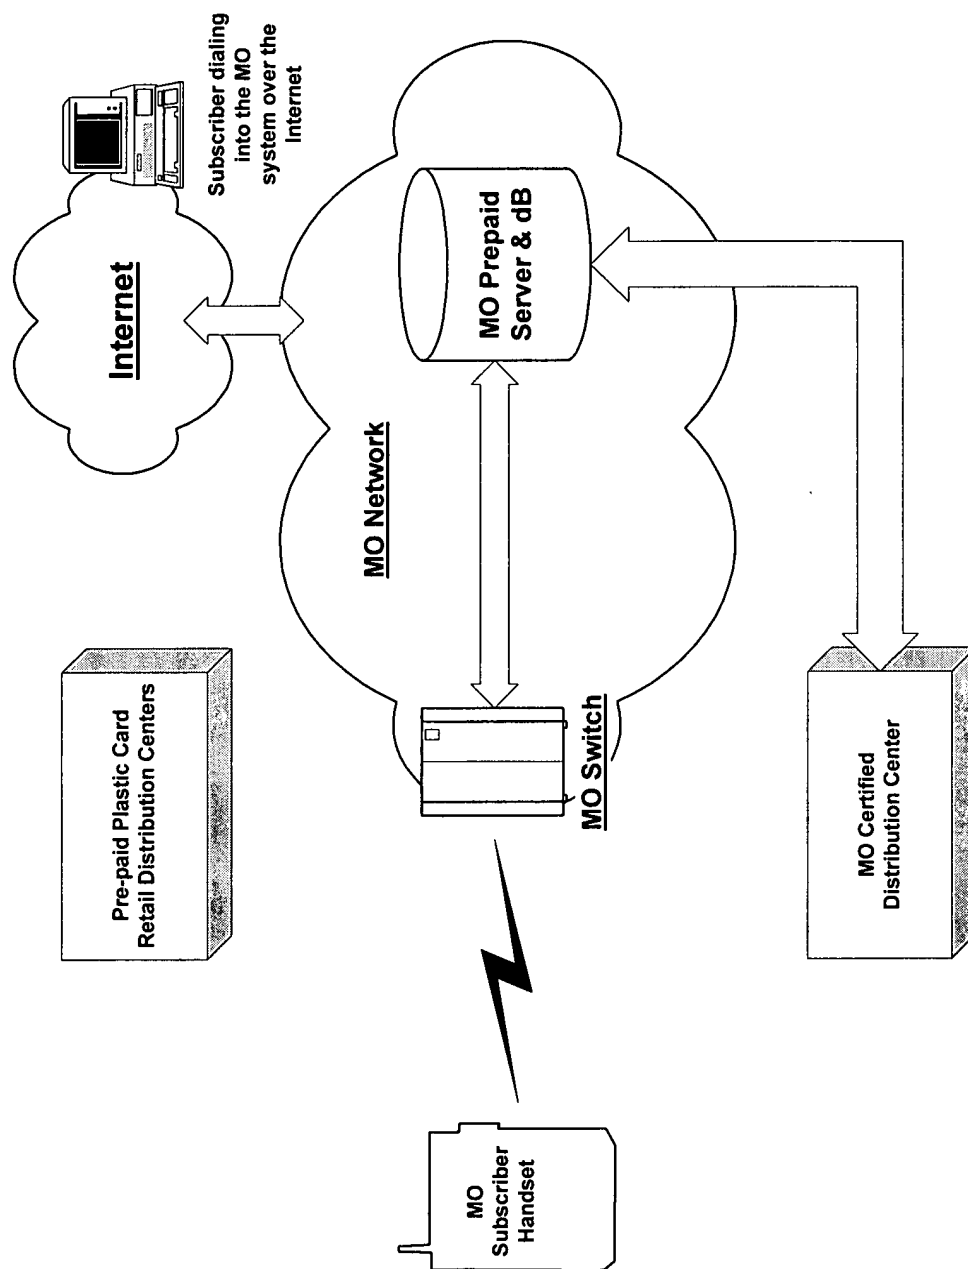 Pre-paid Plastic Card
Retail Distribution Centers
Internet
Subscriber dialing
into the MO
system over the
Internet
MO Network
MO Prepaid
Server & dB
MO Switch
MO
Subscriber
Handset
MO Certified
Distribution Center